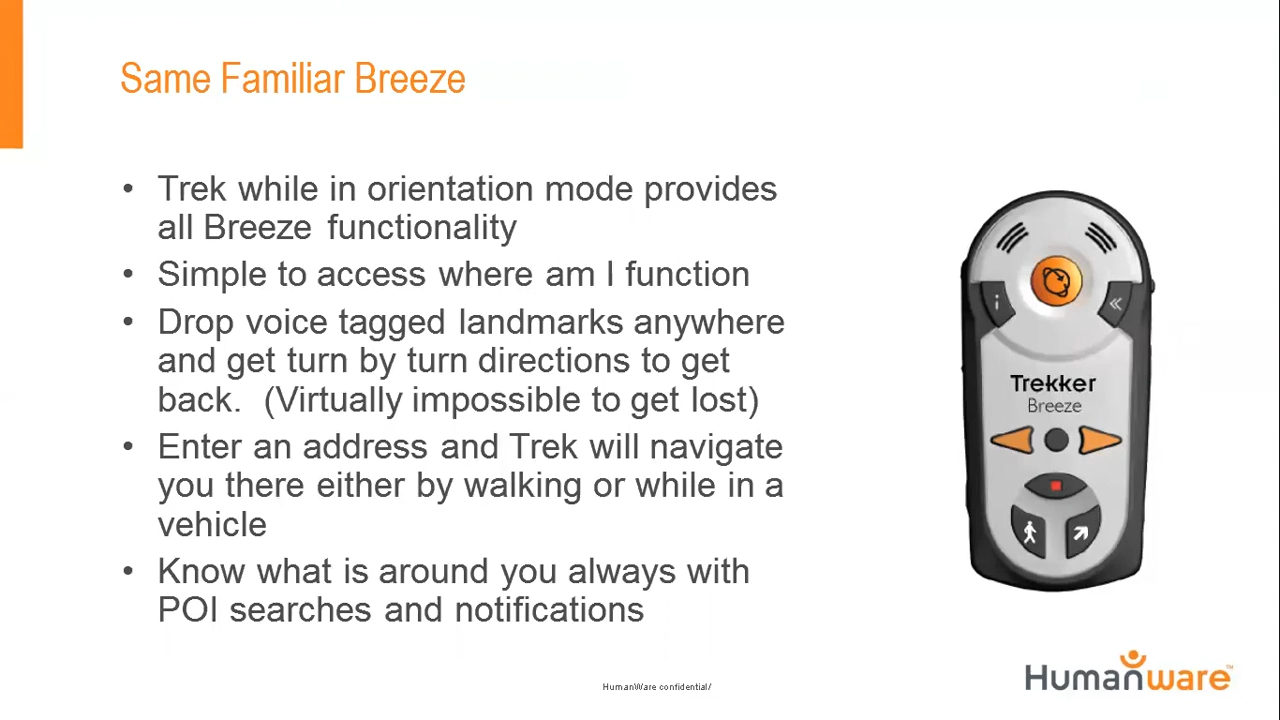 Same Familiar Breeze
• Trek while in orientation mode provides
all Breeze functionality
• Simple to access where am I function
• Drop voice tagged landmarks anywhere
and get turn by turn directions to get
back. (Virtually impossible to get lost)
• Enter an address and Trek will navigate
you there either by walking or while in a
vehicle
• Know what is around you always with
POI searches and notifications
i
«
Trekker
Breeze
HumanWare confidential/
Humanware™